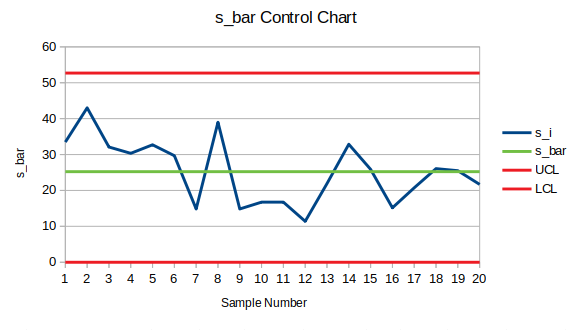 s_bar Control Chart
60
50
40
30
20
10
0
s_bar
1 2 3 4 5 6 7 8 9 10 11 12 13 14 15 16 17 18 19 20
Sample Number
s_i
s_bar
UCL
LCL